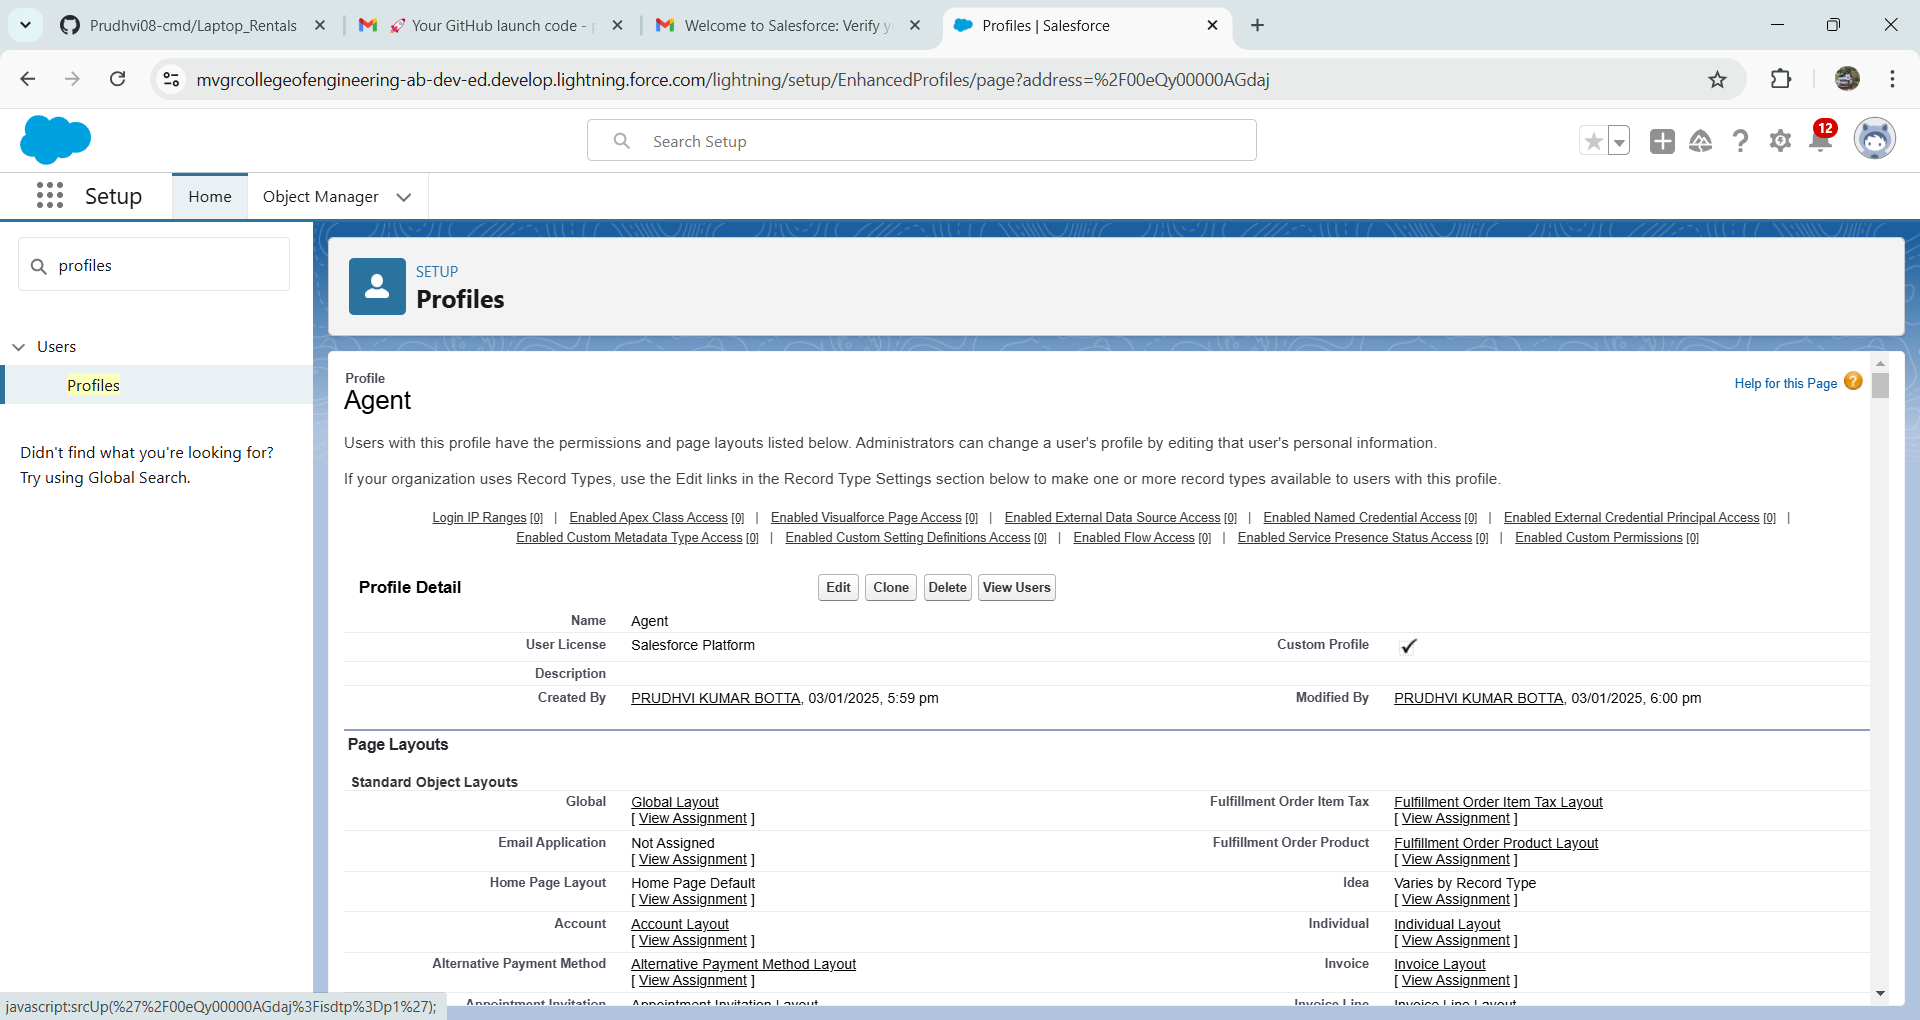 Prudhvi08-cmd/Laptop_Rentals
🚀 Your GitHub launch code - p
Welcome to Salesforce: Verify y
Profiles | Salesforce
mvgrcollegeofengineering-ab-dev-ed.develop.lightning.force.com/lightning/setup/EnhancedProfiles/page?address=%2F00eQy00000AGdaj
Search Setup
12
Setup
Home
Object Manager
profiles
Users
Profiles
Didn't find what you're looking for?
Try using Global Search.
SETUP
Profiles
Profile
Agent
Help for this Page
Users with this profile have the permissions and page layouts listed below. Administrators can change a user's profile by editing that user's personal information.
If your organization uses Record Types, use the Edit links in the Record Type Settings section below to make one or more record types available to users with this profile.
Login IP Ranges [0] | Enabled Apex Class Access [0] | Enabled Visualforce Page Access [0] | Enabled External Data Source Access [0] | Enabled Named Credential Access [0] | Enabled External Credential Principal Access [0] |
Enabled Custom Metadata Type Access [0] | Enabled Custom Setting Definitions Access [0] | Enabled Flow Access [0] | Enabled Service Presence Status Access [0] | Enabled Custom Permissions [0]
Profile Detail
Edit Clone Delete View Users
Name Agent
User License Salesforce Platform Custom Profile ✓
Description
Created By PRUDHVI KUMAR BOTTA, 03/01/2025, 5:59 pm Modified By PRUDHVI KUMAR BOTTA, 03/01/2025, 6:00 pm
Page Layouts
Standard Object Layouts
Global Global Layout Fulfillment Order Item Tax Fulfillment Order Item Tax Layout
[ View Assignment ] [ View Assignment ]
Email Application Not Assigned Fulfillment Order Product Fulfillment Order Product Layout
[ View Assignment ] [ View Assignment ]
Home Page Layout Home Page Default Idea Varies by Record Type
[ View Assignment ] [ View Assignment ]
Account Account Layout Individual Individual Layout
[ View Assignment ] [ View Assignment ]
Alternative Payment Method Alternative Payment Method Layout Invoice Invoice Layout
[ View Assignment ] [ View Assignment ]
Appointment Invitation Appointment Invitation Layout Invoice Line Invoice Line Layout
javascript:srcUp(%27%2F00eQy00000AGdaj%3Fisdtp%3Dp1%27);